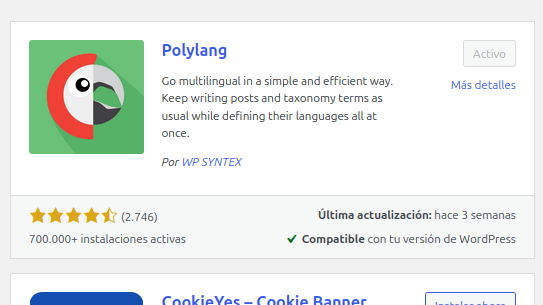 Polylang
Activo
Go multilingual in a simple and efficient way.
Más detalles
Keep writing posts and taxonomy terms as
usual while defining their languages all at
once.
Por WP SYNTEX
(2.746)
Última actualización: hace 3 semanas
700.000+ instalaciones activas
Compatible con tu versión de WordPress
CookieYes – Cookie Banner
Instalar ahora